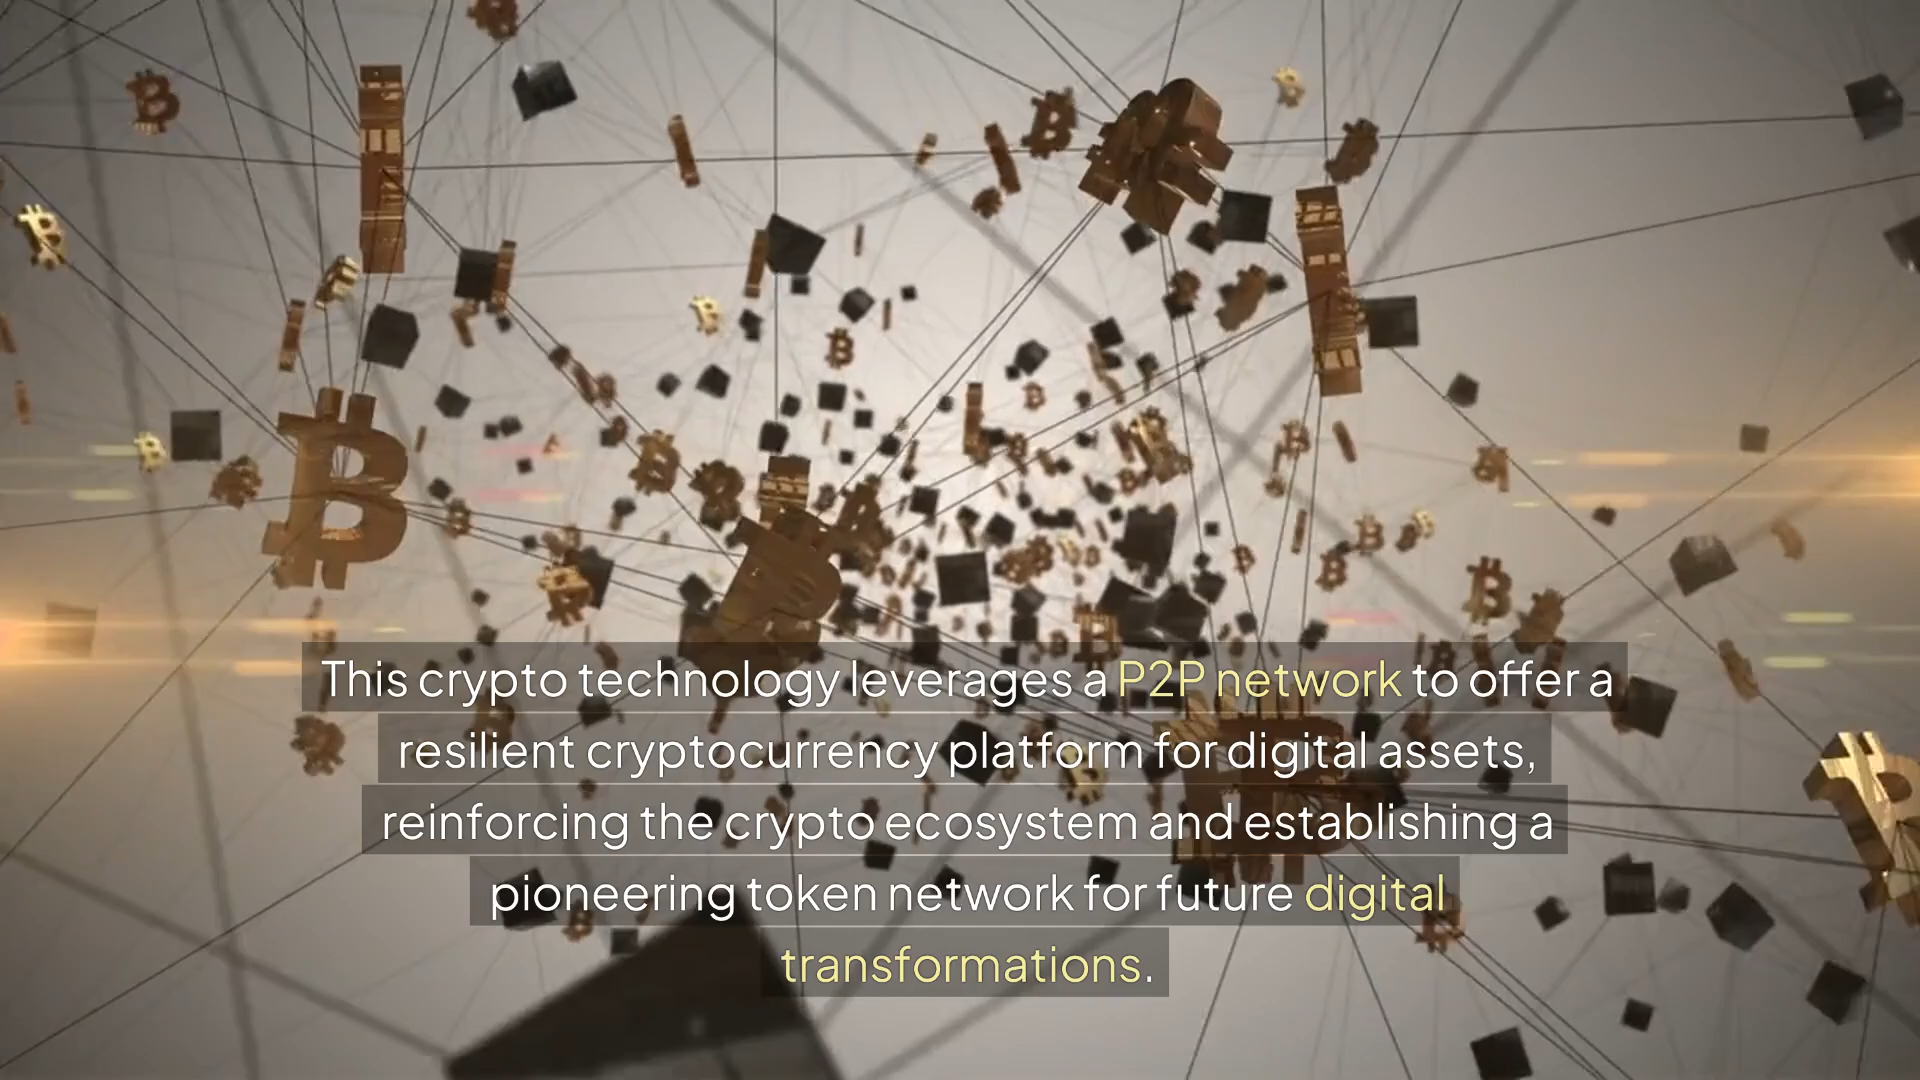 This crypto technology leverages a P2P network to offer a
resilient cryptocurrency platform for digital assets,
reinforcing the crypto ecosystem and establishing a
pioneering token network for future digital
transformations.